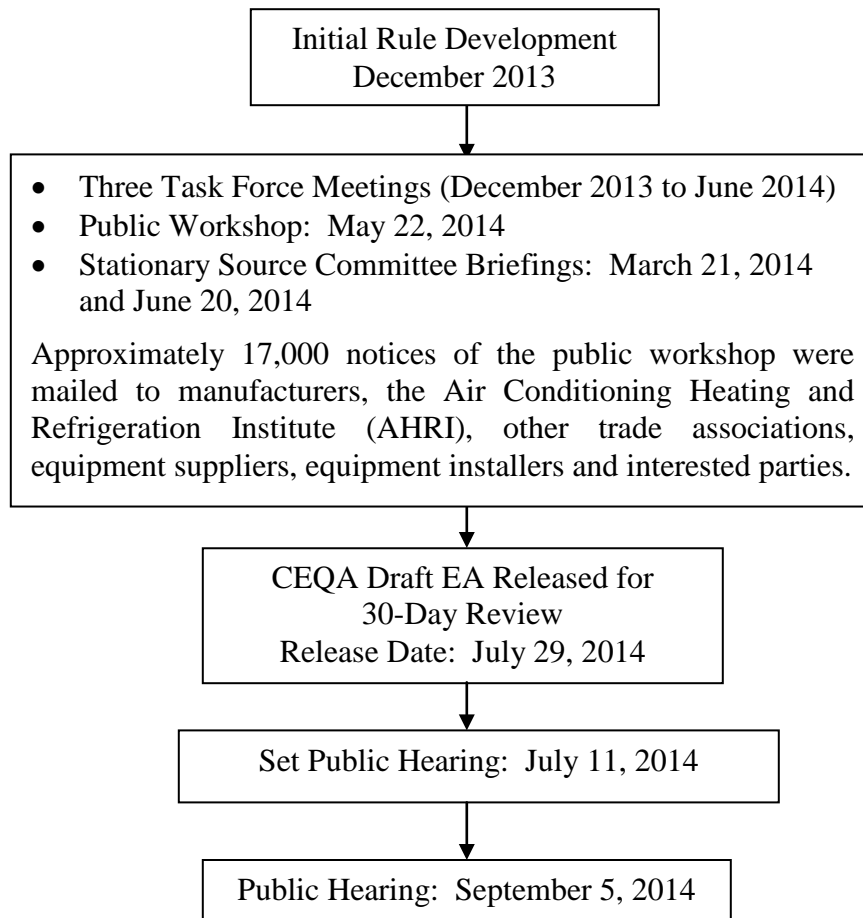 Initial Rule Development
December 2013
• Three Task Force Meetings (December 2013 to June 2014)
• Public Workshop: May 22, 2014
• Stationary Source Committee Briefings: March 21, 2014
and June 20, 2014
Approximately 17,000 notices of the public workshop were
mailed to manufacturers, the Air Conditioning Heating and
Refrigeration Institute (AHRI), other trade associations,
equipment suppliers, equipment installers and interested parties.
CEQA Draft EA Released for
30-Day Review
Release Date: July 29, 2014
Set Public Hearing: July 11, 2014
Public Hearing: September 5, 2014